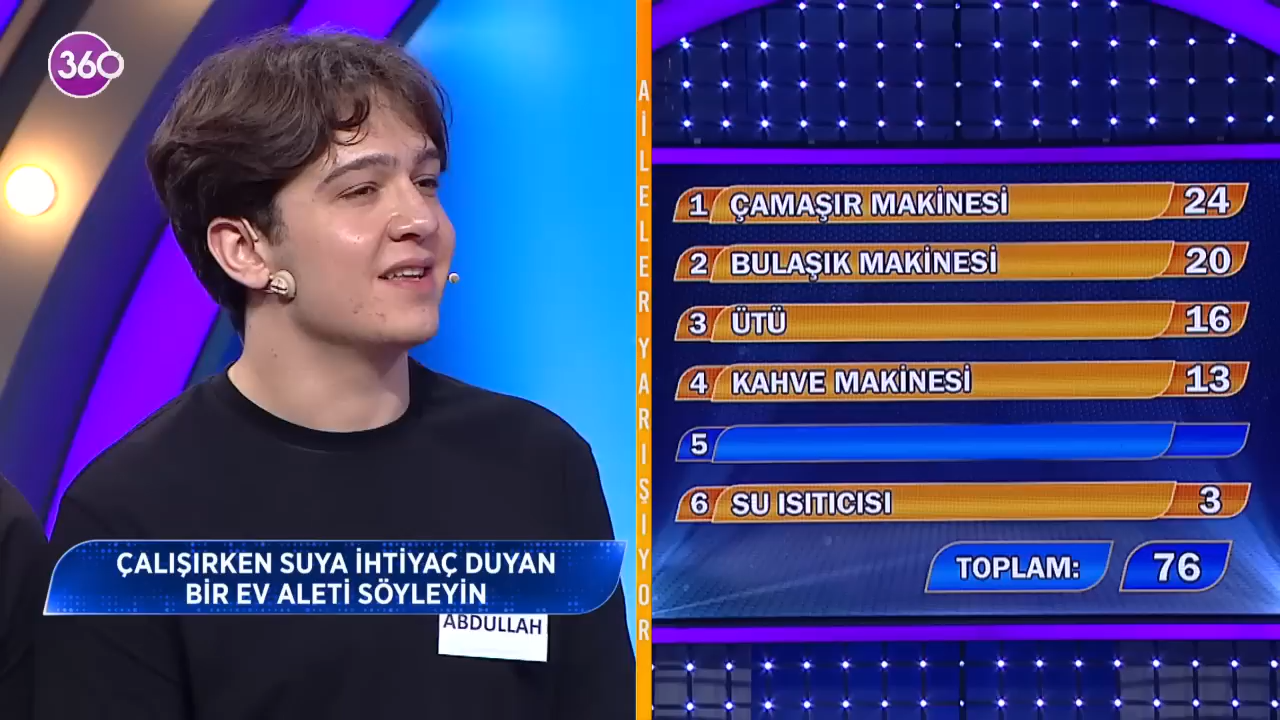 360
AİLELER YARIŞIYOR
1 ÇAMAŞIR MAKİNESİ 24
2 BULAŞIK MAKİNESİ 20
3 ÜTÜ 16
4 KAHVE MAKİNESİ 13
5
6 SU ISITICISI 3
TOPLAM: 76
ÇALIŞIRKEN SUYA İHTİYAÇ DUYAN
BİR EV ALETİ SÖYLEYİN
ABDULLAH